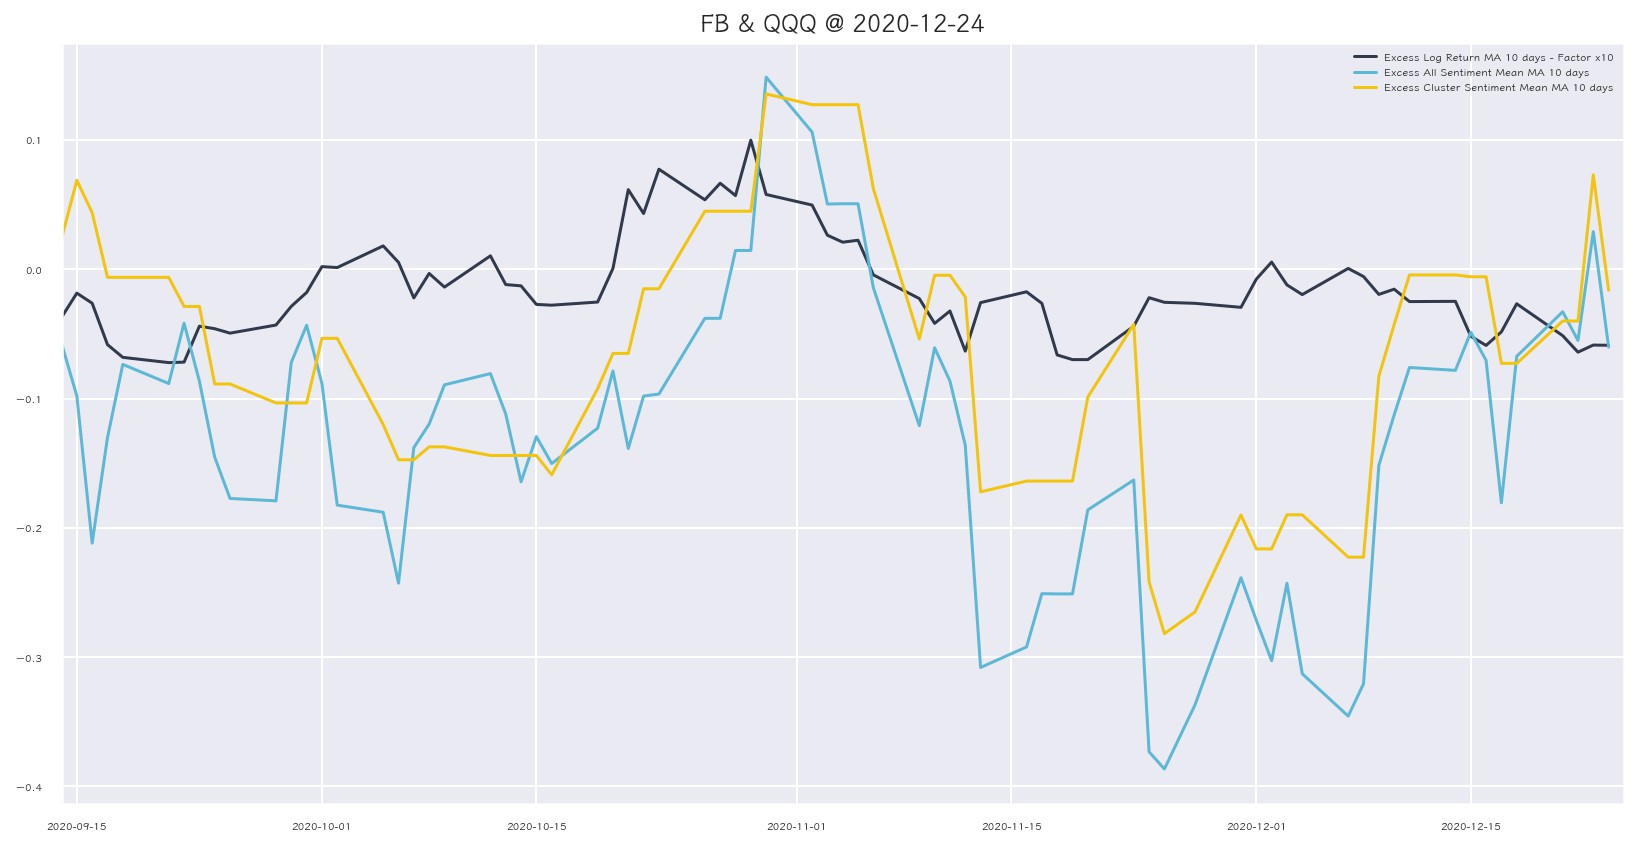 FB & QQQ @ 2020-12-24
Excess Log Return MA 10 days - Factor x10
Excess All Sentiment Mean MA 10 days
Excess Cluster Sentiment Mean MA 10 days
0.1
0.0
−0.1
−0.2
−0.3
−0.4
2020-09-15 2020-10-01 2020-10-15 2020-11-01 2020-11-15 2020-12-01 2020-12-15